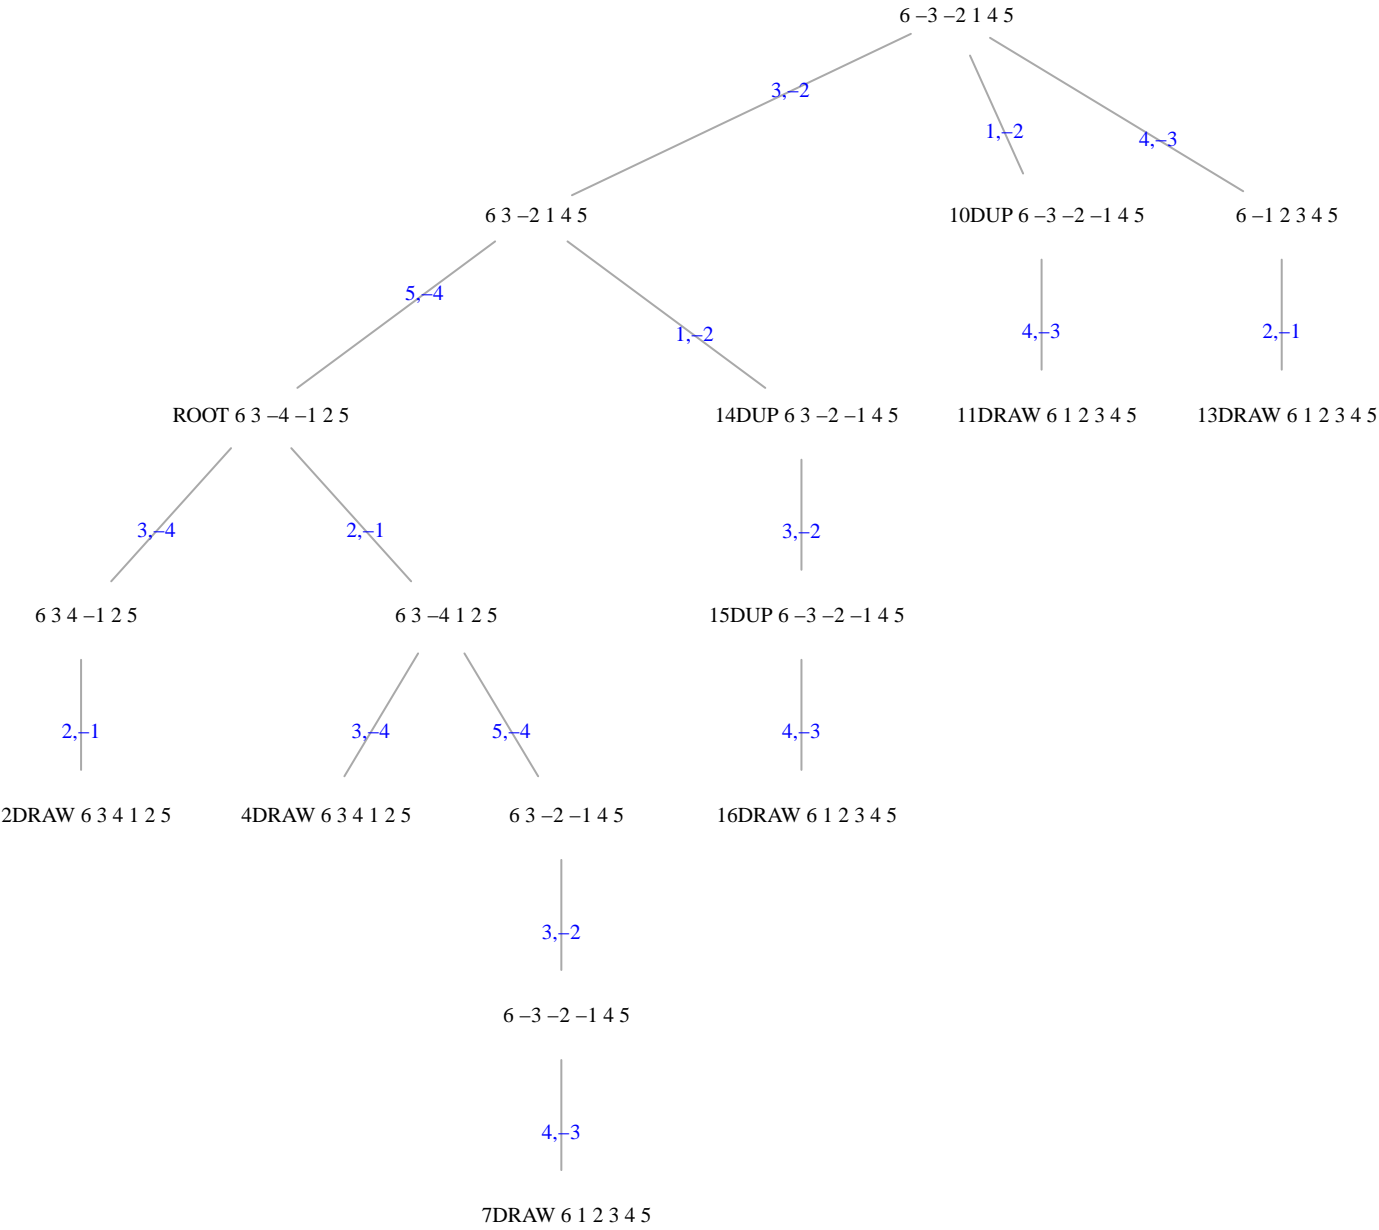 6 –3 –2 1 4 5
3,–2
1,–2
4,–3
6 3 –2 1 4 5
10DUP 6 –3 –2 –1 4 5
6 –1 2 3 4 5
5,–4
1,–2
4,–3
2,–1
ROOT 6 3 –4 –1 2 5
14DUP 6 3 –2 –1 4 5
11DRAW 6 1 2 3 4 5
13DRAW 6 1 2 3 4 5
3,–4
2,–1
3,–2
6 3 4 –1 2 5
6 3 –4 1 2 5
15DUP 6 –3 –2 –1 4 5
2,–1
3,–4
5,–4
4,–3
2DRAW 6 3 4 1 2 5
4DRAW 6 3 4 1 2 5
6 3 –2 –1 4 5
16DRAW 6 1 2 3 4 5
3,–2
6 –3 –2 –1 4 5
4,–3
7DRAW 6 1 2 3 4 5